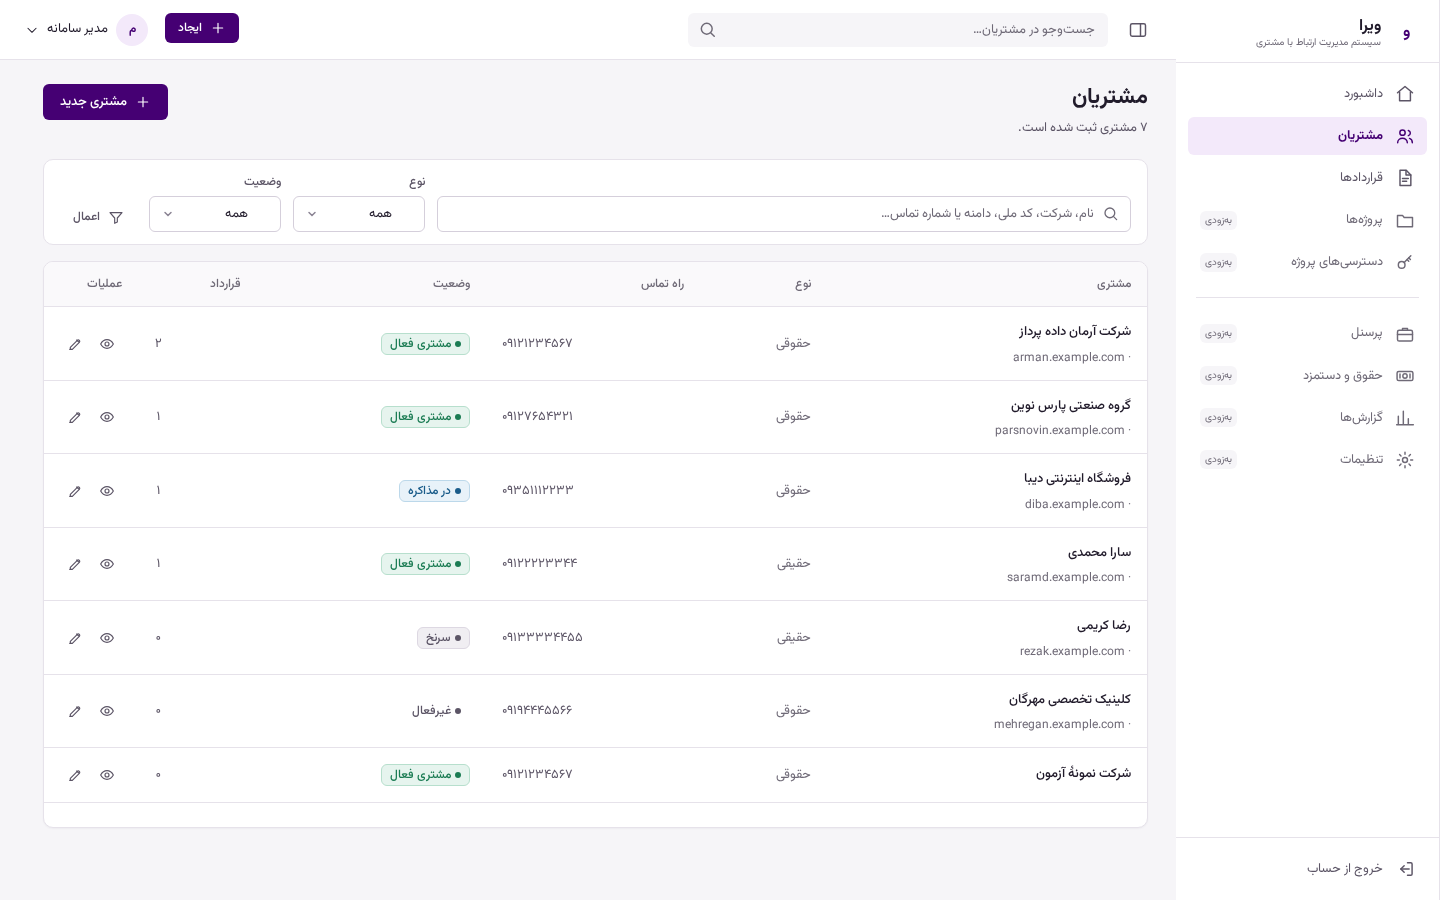 و
ویرا
سیستم مدیریت ارتباط با مشتری
داشبورد
مشتریان
قراردادها
پروژه‌ها به‌زودی
دسترسی‌های پروژه به‌زودی
پرسنل به‌زودی
حقوق و دستمزد به‌زودی
گزارش‌ها به‌زودی
تنظیمات به‌زودی
خروج از حساب
جست‌وجو در مشتریان…
ایجاد
م مدیر سامانه
مشتریان
۷ مشتری ثبت شده است.
مشتری جدید
نوع وضعیت
نام، شرکت، کد ملی، دامنه یا شماره تماس… همه همه اعمال
مشتری نوع راه تماس وضعیت قرارداد عملیات
شرکت آرمان داده پرداز حقوقی ۰۹۱۲۱۲۳۴۵۶۷ مشتری فعال ۲
· arman.example.com
گروه صنعتی پارس نوین حقوقی ۰۹۱۲۷۶۵۴۳۲۱ مشتری فعال ۱
· parsnovin.example.com
فروشگاه اینترنتی دیبا حقوقی ۰۹۳۵۱۱۱۲۲۳۳ در مذاکره ۱
· diba.example.com
سارا محمدی حقیقی ۰۹۱۲۲۲۲۳۳۴۴ مشتری فعال ۱
· saramd.example.com
رضا کریمی حقیقی ۰۹۱۳۳۳۳۴۴۵۵ سرنخ ۰
· rezak.example.com
کلینیک تخصصی مهرگان حقوقی ۰۹۱۹۴۴۴۵۵۶۶ غیرفعال ۰
· mehregan.example.com
شرکت نمونهٔ آزمون حقوقی ۰۹۱۲۱۲۳۴۵۶۷ مشتری فعال ۰